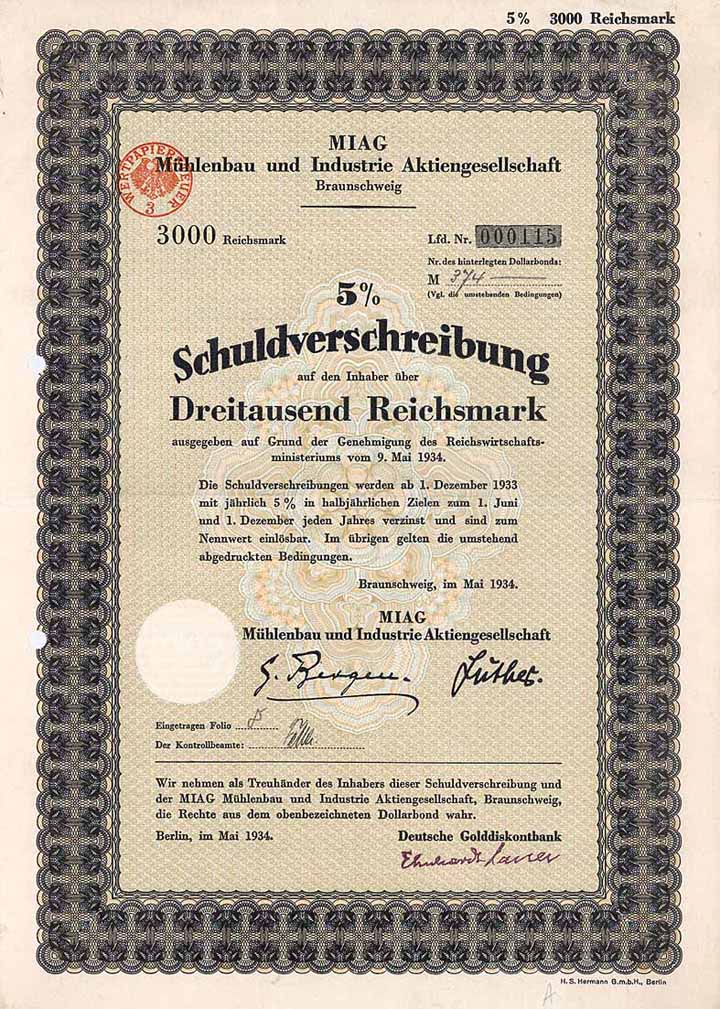 5% 3000 Reichsmark
MIAG
Mühlenbau und Industrie Aktiengesellschaft
Braunschweig
WERTPAPIERSTEUER
3
3000 Reichsmark
Lfd. Nr. 000115
Nr. des hinterlegten Dollarbonds:
M 374
(Vgl. die umstehenden Bedingungen)
5%
Schuldverschreibung
auf den Inhaber über
Dreitausend Reichsmark
ausgegeben auf Grund der Genehmigung des Reichswirtschafts-
ministeriums vom 9. Mai 1934.
Die Schuldverschreibungen werden ab 1. Dezember 1933
mit jährlich 5% in halbjährlichen Zielen zum 1. Juni
und 1. Dezember jeden Jahres verzinst und sind zum
Nennwert einlösbar. Im übrigen gelten die umstehend
abgedruckten Bedingungen.
Braunschweig, im Mai 1934.
MIAG
Mühlenbau und Industrie Aktiengesellschaft
G. Bergen. Luther.
Eingetragen Folio
Der Kontrollbeamte:
Wir nehmen als Treuhänder des Inhabers dieser Schuldverschreibung und
der MIAG Mühlenbau und Industrie Aktiengesellschaft, Braunschweig,
die Rechte aus dem obenbezeichneten Dollarbond wahr.
Berlin, im Mai 1934. Deutsche Golddiskontbank
H. S. Hermann G.m.b.H., Berlin
A